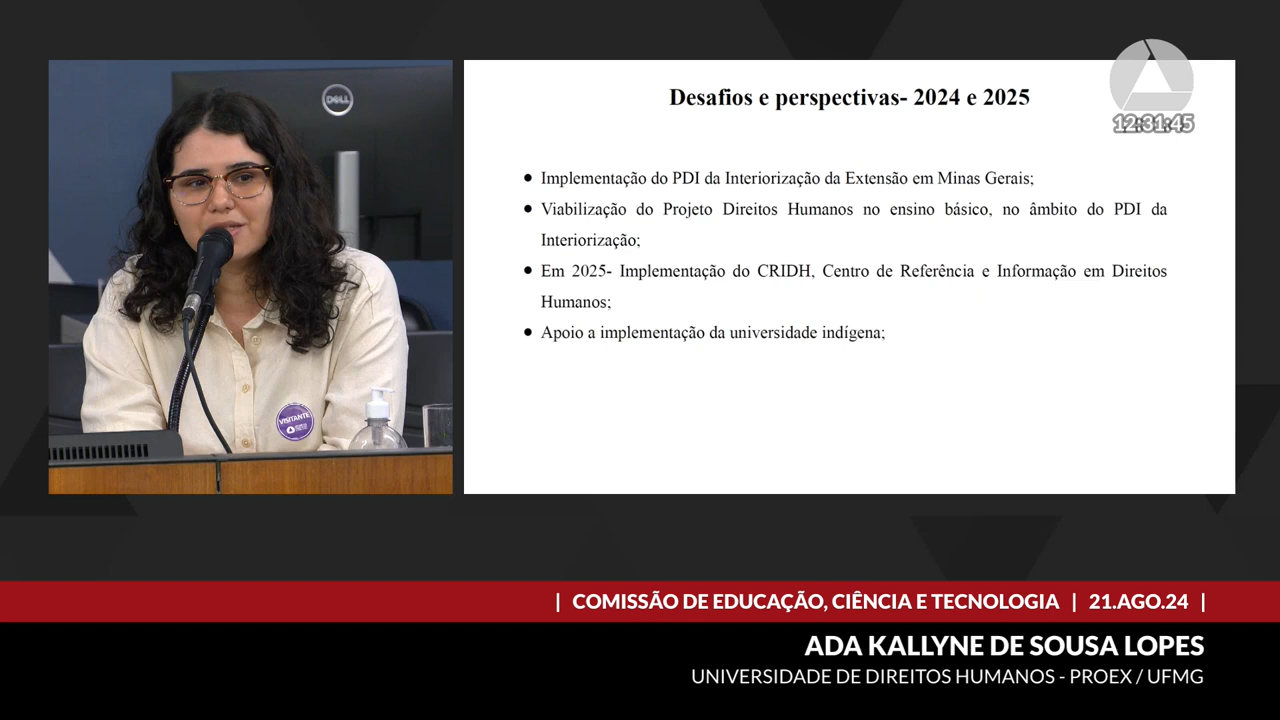 DELL
12:31:45
Desafios e perspectivas- 2024 e 2025
● Implementação do PDI da Interiorização da Extensão em Minas Gerais;
● Viabilização do Projeto Direitos Humanos no ensino básico, no âmbito do PDI da
Interiorização;
● Em 2025- Implementação do CRIDH, Centro de Referência e Informação em Direitos
Humanos;
● Apoio a implementação da universidade indígena;
VISITANTE
| COMISSÃO DE EDUCAÇÃO, CIÊNCIA E TECNOLOGIA | 21.AGO.24 |
ADA KALLYNE DE SOUSA LOPES
UNIVERSIDADE DE DIREITOS HUMANOS - PROEX / UFMG